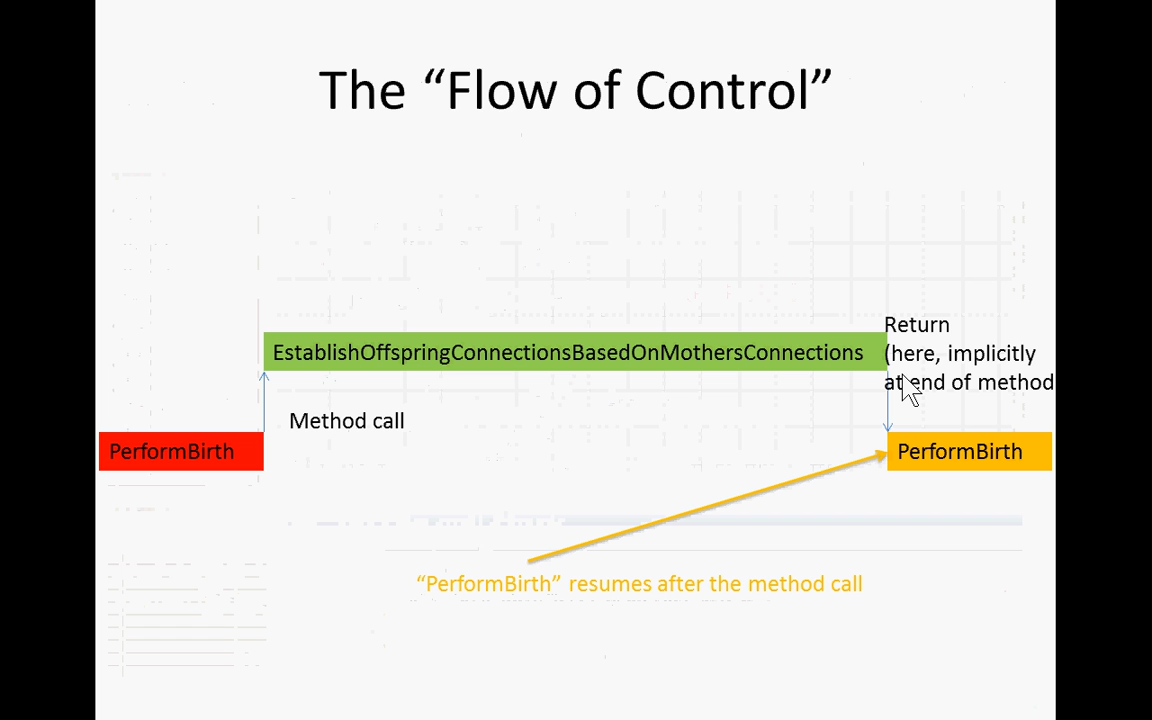 The “Flow of Control”
Return
EstablishOffspringConnectionsBasedOnMothersConnections
(here, implicitly
at end of method
Method call
PerformBirth
PerformBirth
“PerformBirth” resumes after the method call